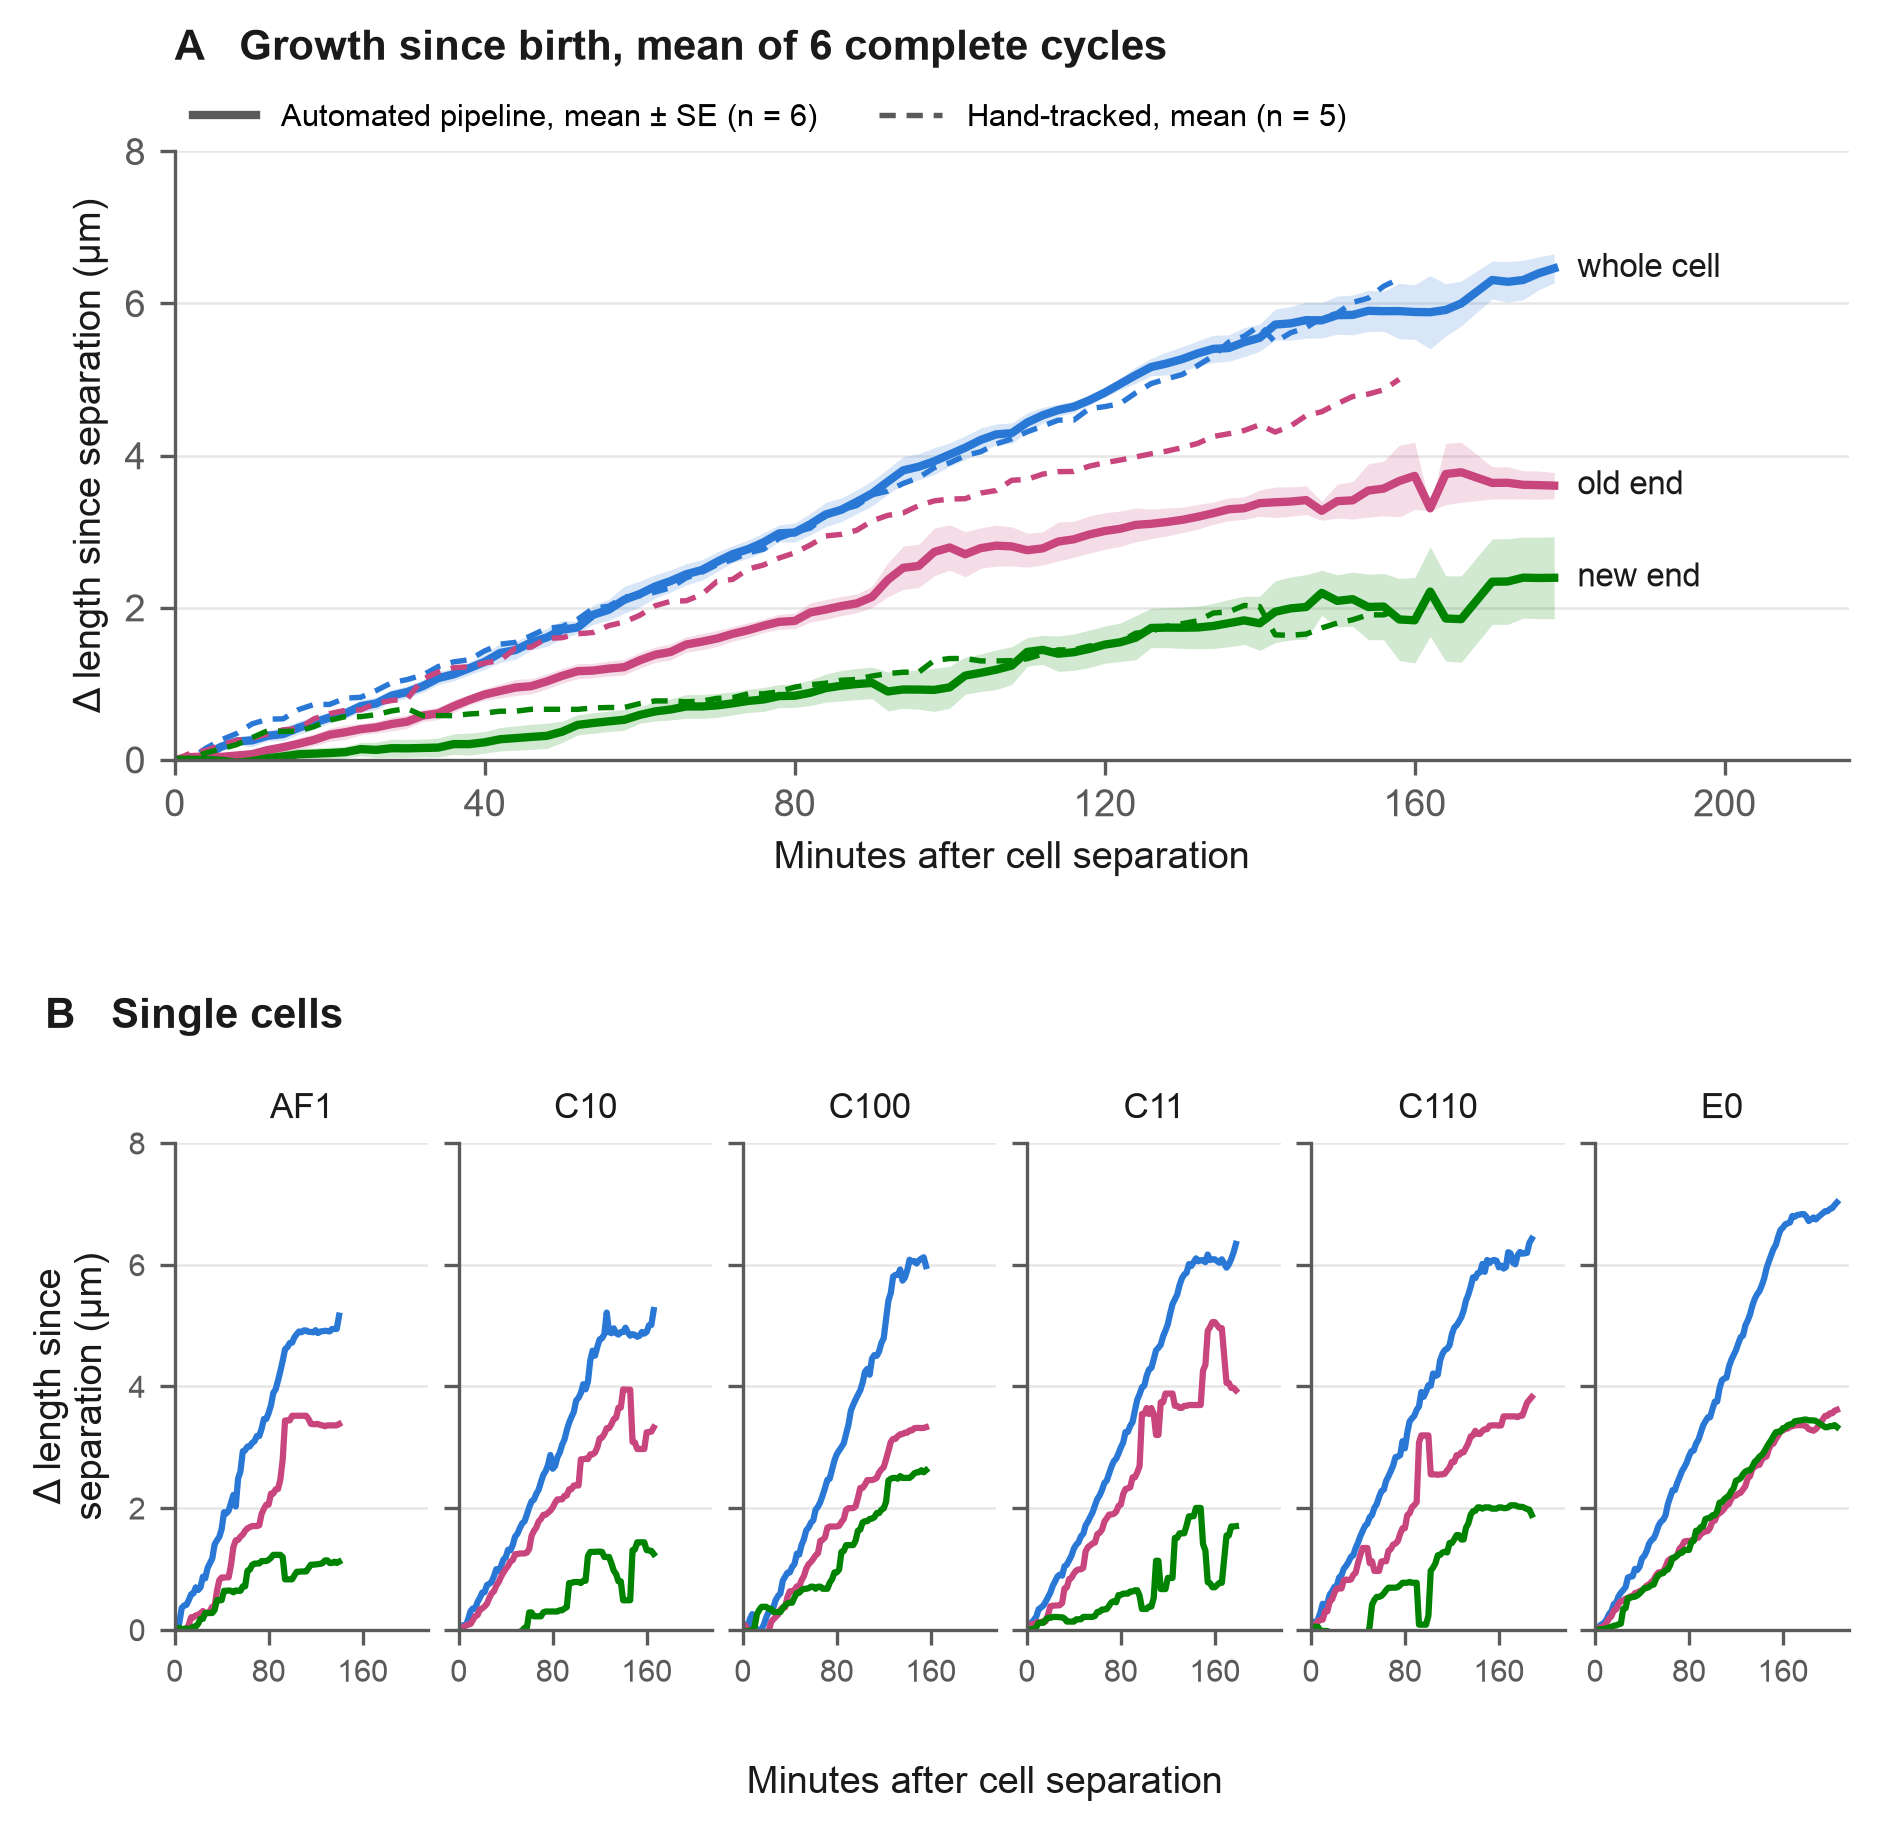 A Growth since birth, mean of 6 complete cycles
Automated pipeline, mean ± SE (n = 6) Hand-tracked, mean (n = 5)
Δ length since separation (μm)
8
6
4
2
0
whole cell
old end
new end
0 40 80 120 160 200
Minutes after cell separation
B Single cells
AF1 C10 C100 C11 C110 E0
Δ length since
separation (μm)
8
6
4
2
0
0 80 160 0 80 160 0 80 160 0 80 160 0 80 160 0 80 160
Minutes after cell separation